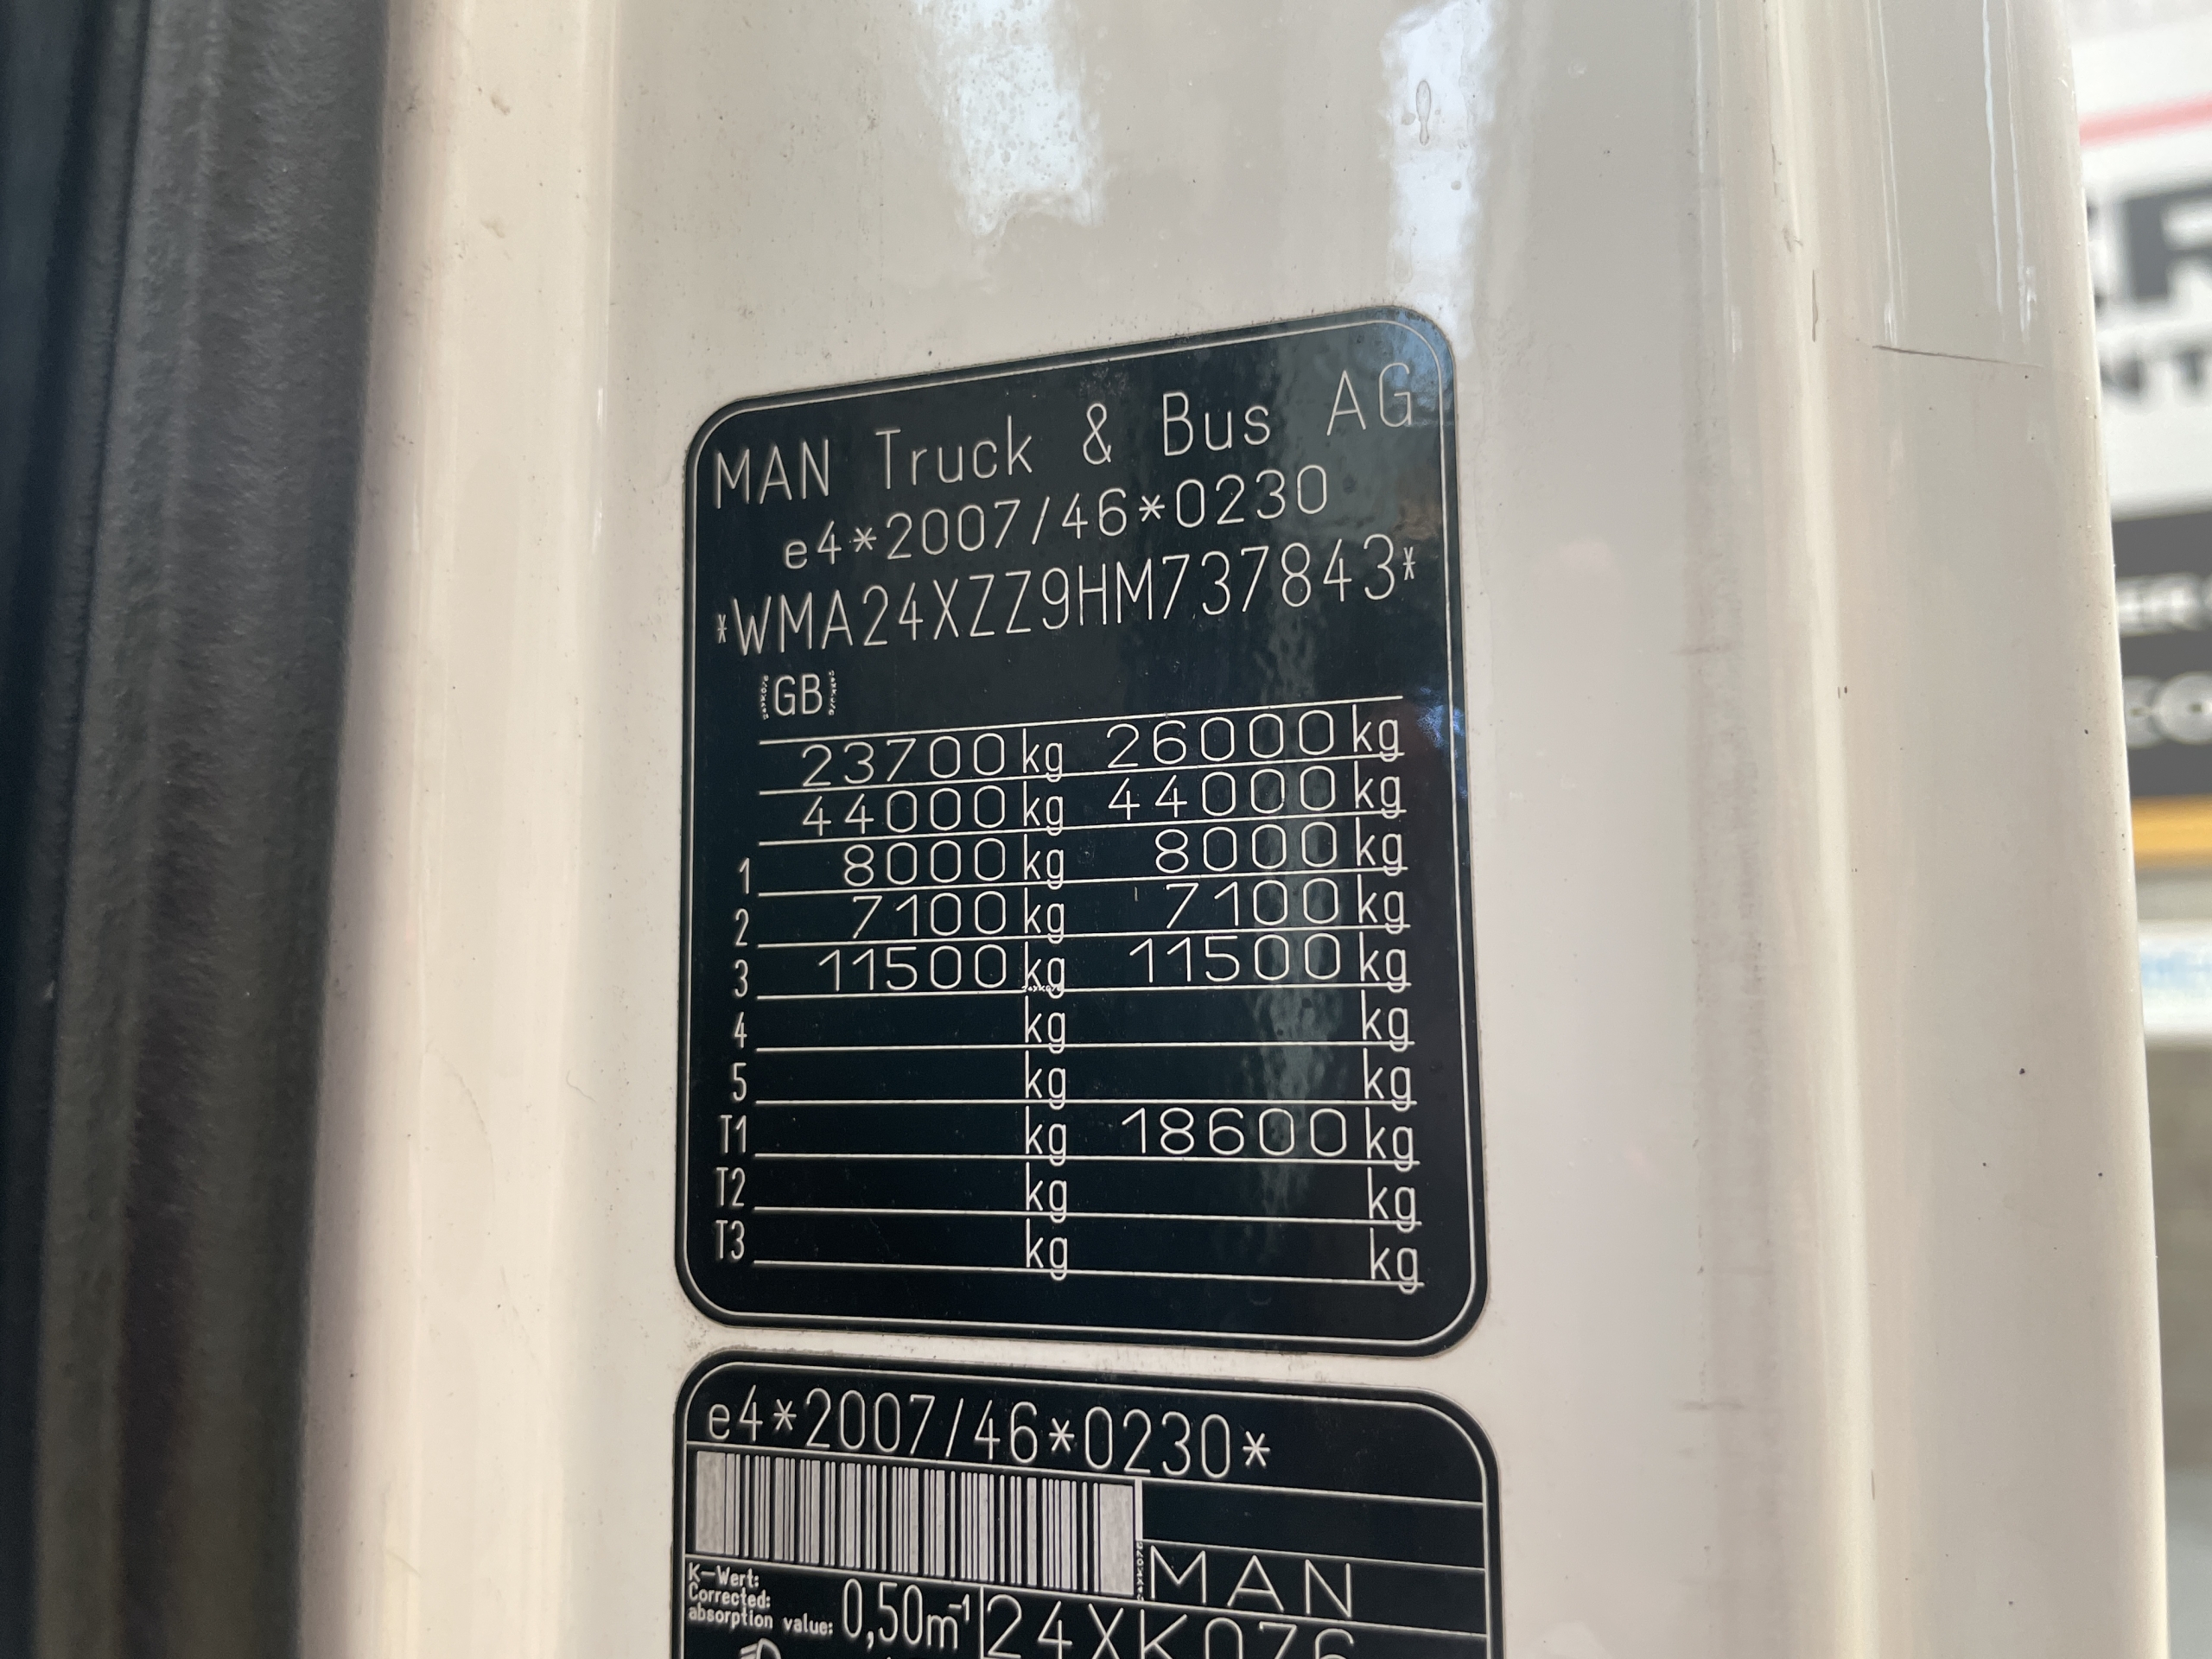 MAN Truck & Bus AG
e4*2007/46*0230
*WMA24XZZ9HM737843*
GB
23700 kg 26000 kg
44000 kg 44000 kg
1 8000 kg 8000 kg
2 7100 kg 7100 kg
3 11500 kg 11500 kg
4 kg kg
5 kg kg
T1 kg 18600 kg
T2 kg kg
T3 kg kg
e4*2007/46*0230*
MAN
K-Wert:
Corrected:
absorption value: 0,50m⁻¹
24XK076